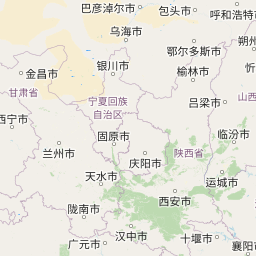 巴彦淖尔市
包头市
呼和浩特
乌海市
鄂尔多斯市
朔州
银川市
金昌市
榆林市
忻
甘肃省
宁夏回族
自治区
吕梁市
山西
西宁市
固原市
临汾市
兰州市
庆阳市
陕西省
天水市
运城市
西安市
陇南市
汉中市
十堰市
广元市
襄阳市